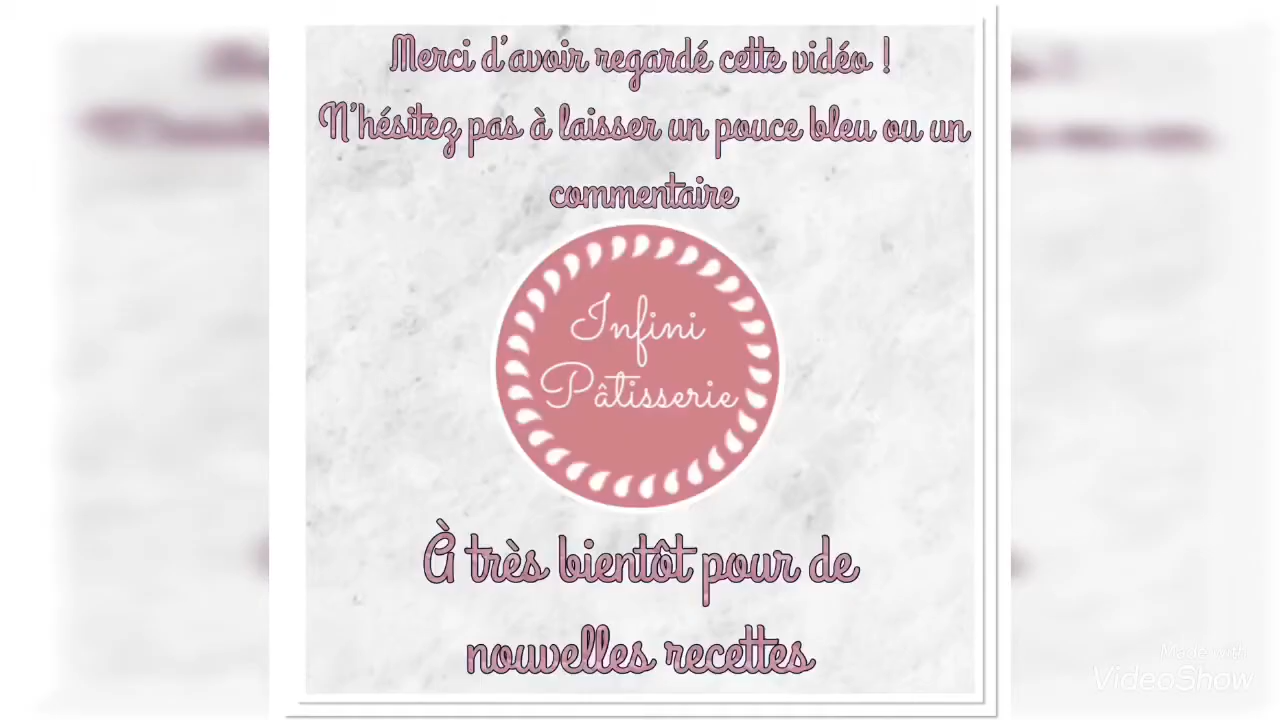 Merci d'avoir regardé cette vidéo !
N'hésitez pas à laisser un pouce bleu ou un
commentaire
Infini
Pâtisserie
À très bientôt pour de
nouvelles recettes
Made with
VideoShow